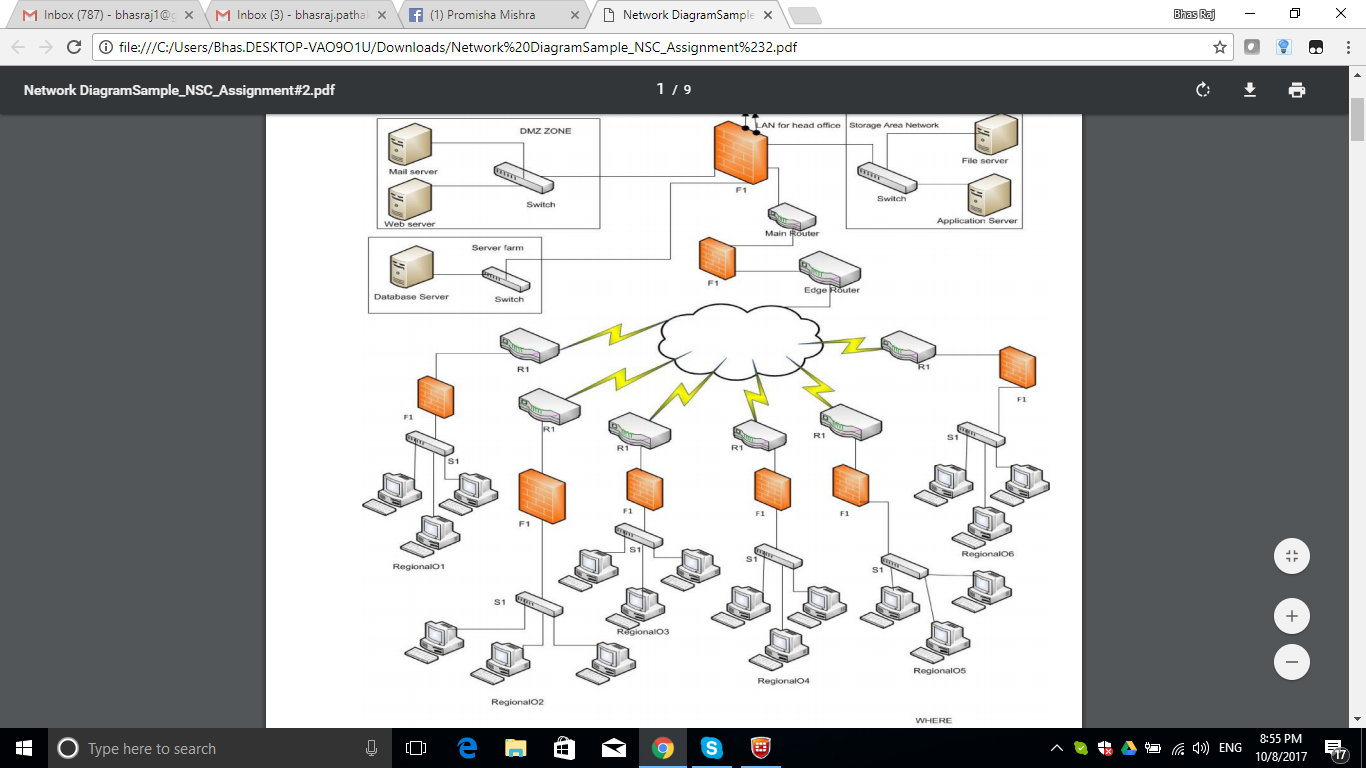 Inbox (787) - bhasraj1@g
Inbox (3) - bhasraj.patha
(1) Promisha Mishra
Network DiagramSample
Bhas Raj
file:///C:/Users/Bhas.DESKTOP-VAO9O1U/Downloads/Network%20DiagramSample_NSC_Assignment%232.pdf
Network DiagramSample_NSC_Assignment#2.pdf
1 / 9
DMZ ZONE
LAN for head office
Storage Area Network
Mail server
File server
F1
Switch
Switch
Web server
Application Server
Main Router
Server farm
F1
Edge Router
Database Server
Switch
R1
R1
F1
F1
R1
R1
R1
R1
S1
S1
F1
F1
F1
F1
S1
S1
S1
RegionalO6
RegionalO1
S1
RegionalO3
RegionalO5
RegionalO4
RegionalO2
WHERE
Type here to search
ENG
8:55 PM
10/8/2017
17